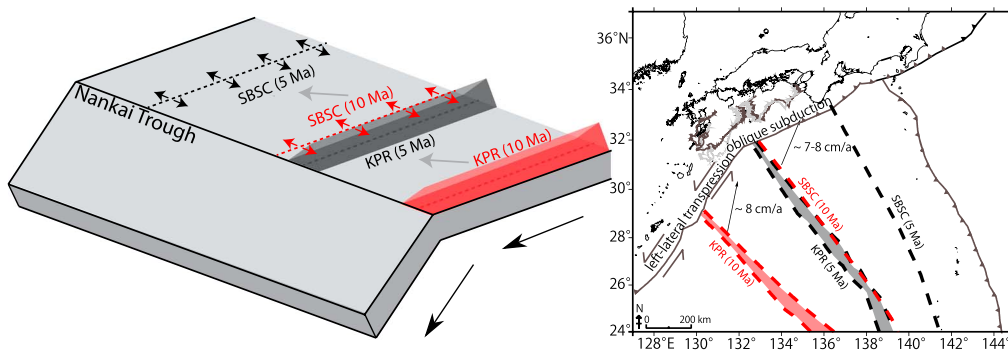 Nankai Trough
SBSC (5 Ma)
SBSC (10 Ma)
KPR (5 Ma)
KPR (10 Ma)
36°N
34°
32°
30°
28°
26°
24°
128°E
130°
132°
134°
136°
138°
140°
142°
144°
left-lateral transpression
oblique subduction
~ 7-8 cm/a
~ 8 cm/a
SBSC (10 Ma)
SBSC (5 Ma)
KPR (5 Ma)
KPR (10 Ma)
N
0 200 km